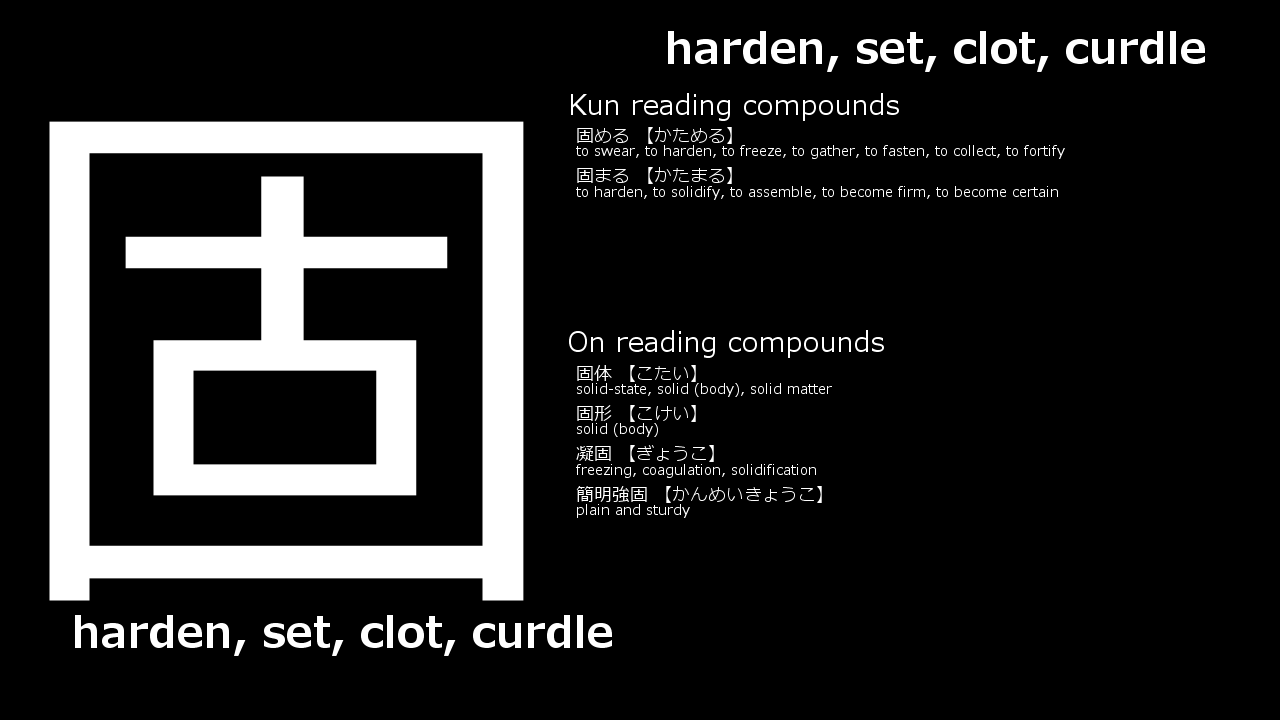 固
harden, set, clot, curdle
harden, set, clot, curdle
Kun reading compounds
固める 【かためる】
to swear, to harden, to freeze, to gather, to fasten, to collect, to fortify
固まる 【かたまる】
to harden, to solidify, to assemble, to become firm, to become certain
On reading compounds
固体 【こたい】
solid-state, solid (body), solid matter
固形 【こけい】
solid (body)
凝固 【ぎょうこ】
freezing, coagulation, solidification
簡明強固 【かんめいきょうこ】
plain and sturdy